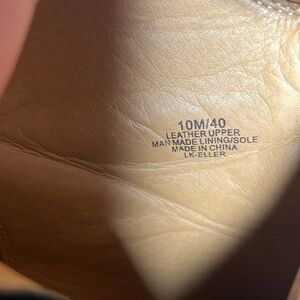 10M/40
LEATHER UPPER
MAN MADE LINING/SOLE
MADE IN CHINA
LK-ELLER